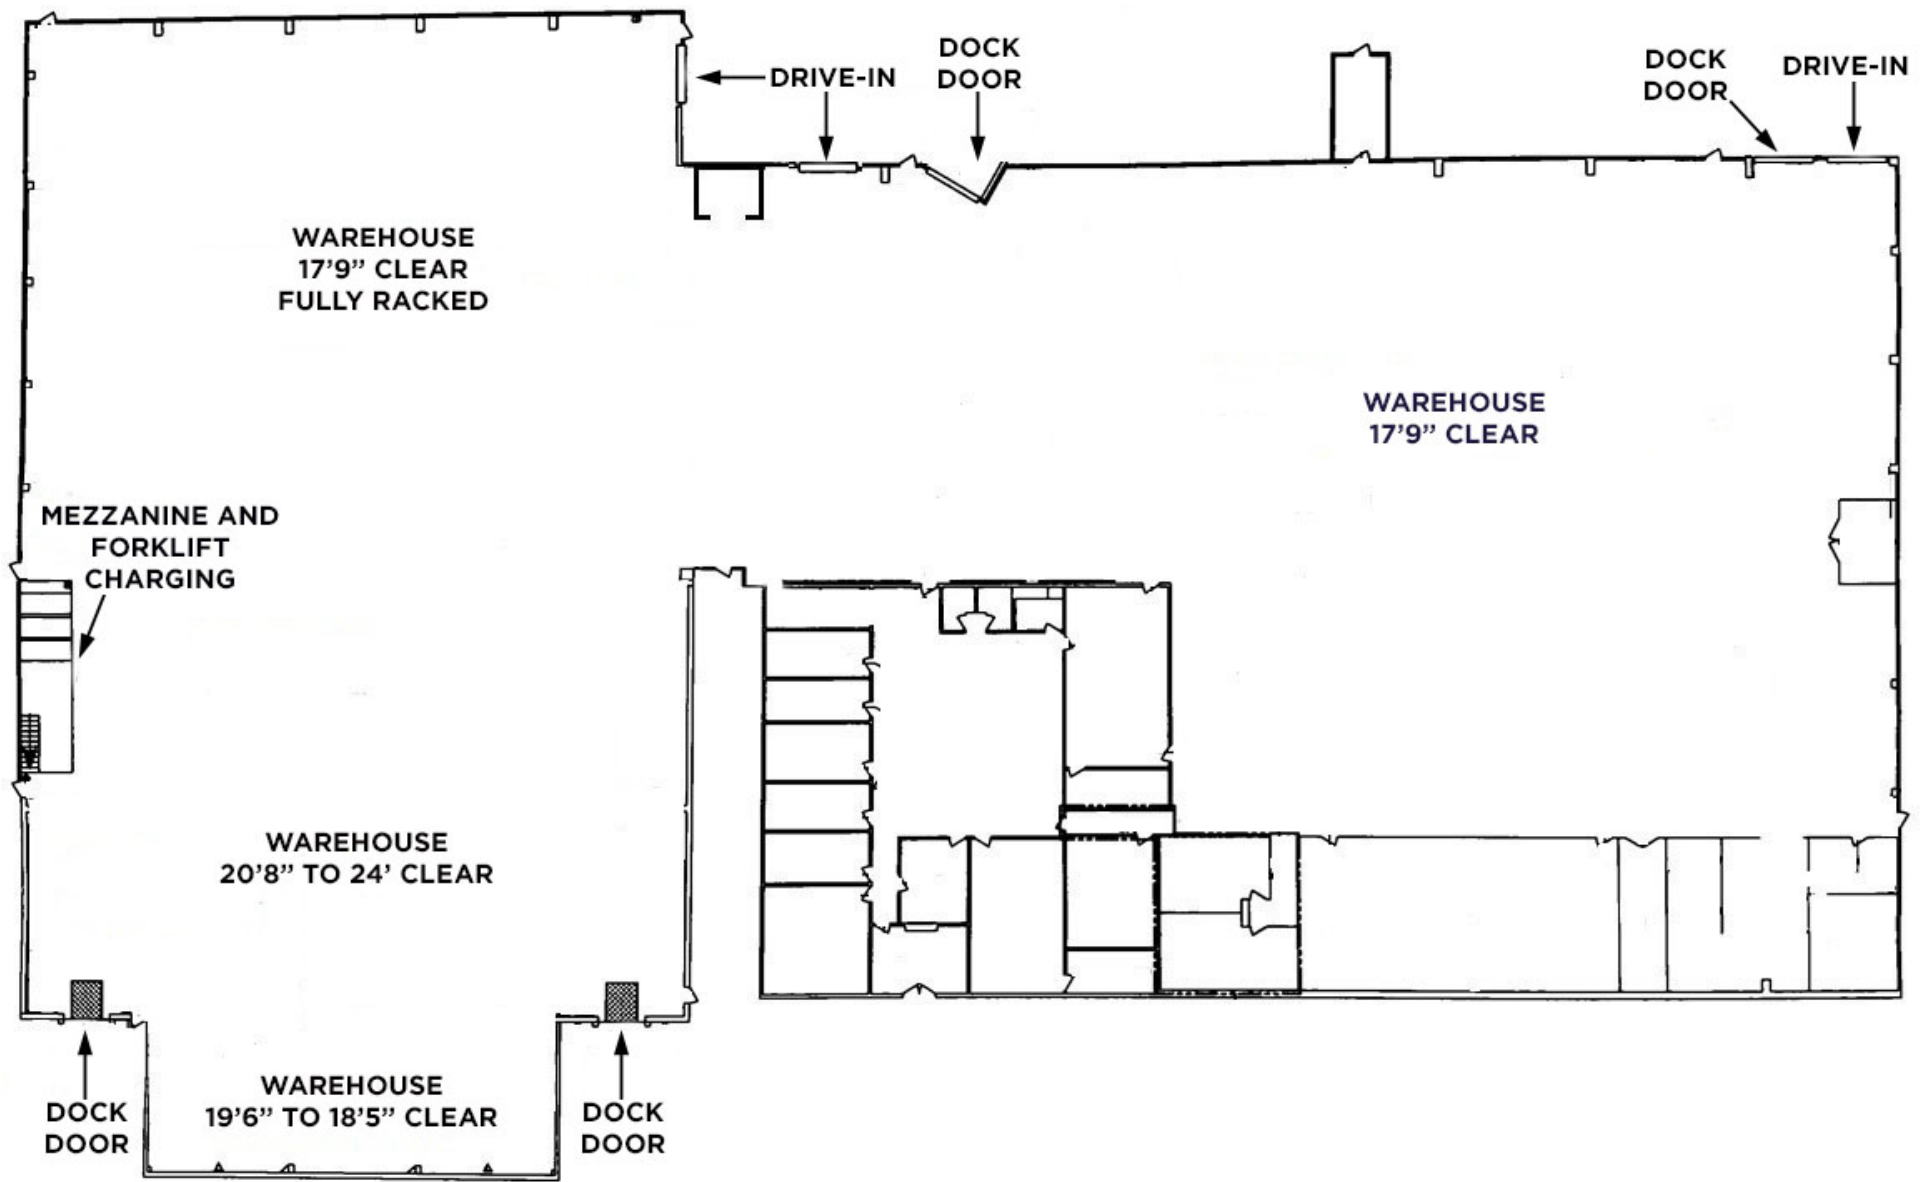 DRIVE-IN
DOCK
DOOR
DOCK
DOOR
DRIVE-IN
WAREHOUSE
17'9” CLEAR
FULLY RACKED
WAREHOUSE
17'9” CLEAR
MEZZANINE AND
FORKLIFT
CHARGING
WAREHOUSE
20'8” TO 24' CLEAR
WAREHOUSE
19'6” TO 18'5” CLEAR
DOCK
DOOR
DOCK
DOOR